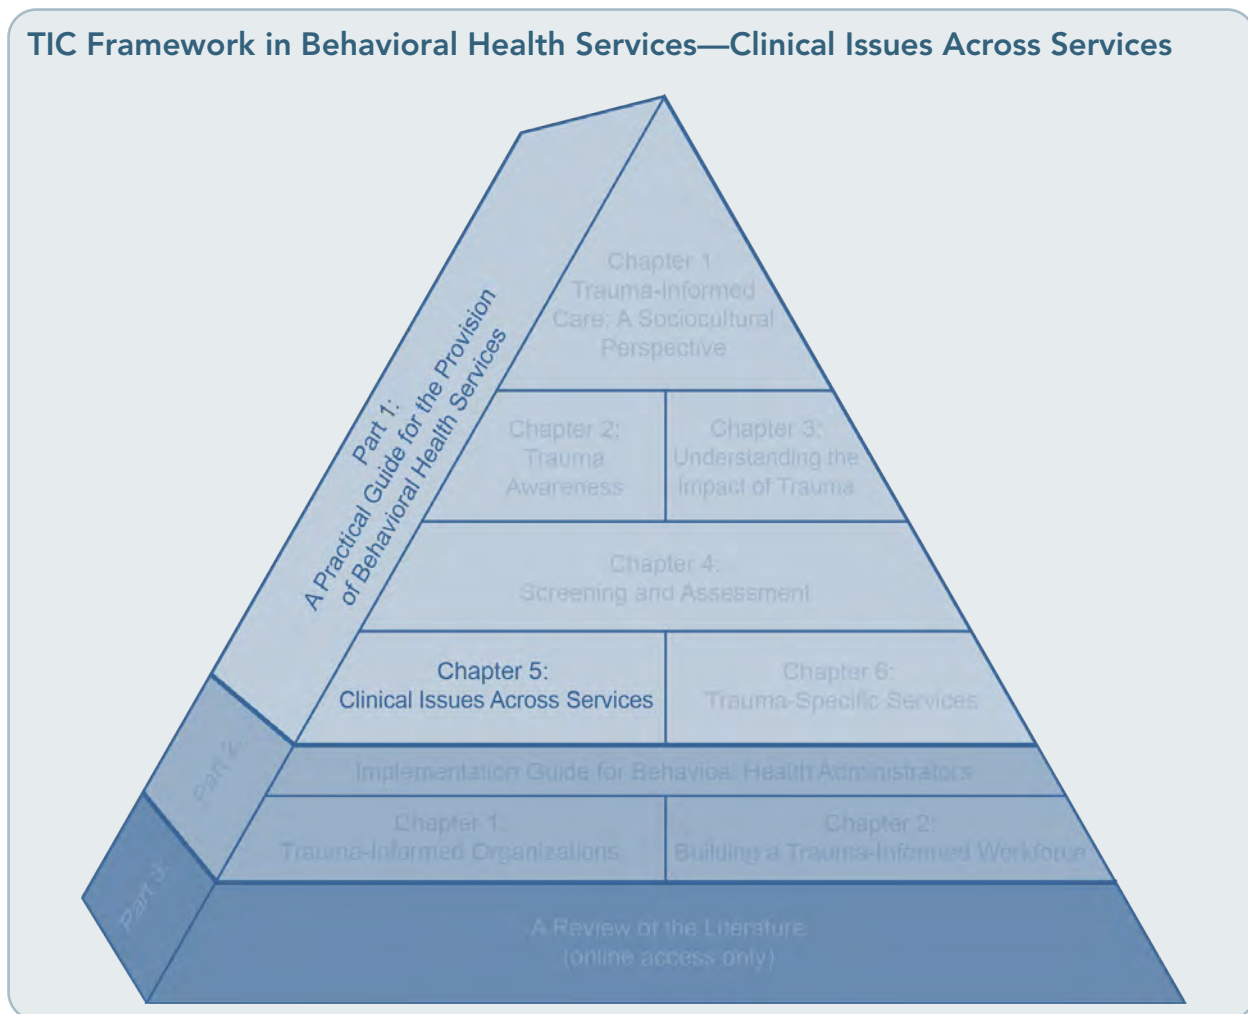 TIC Framework in Behavioral Health Services—Clinical Issues Across Services
Part 1:
A Practical Guide for the Provision
of Behavioral Health Services
Chapter 1
Trauma-Informed
Care: A Sociocultural
Perspective
Chapter 2:
Trauma
Awareness
Chapter 3:
Understanding the
Impact of Trauma
Chapter 4:
Screening and Assessment
Chapter 5:
Clinical Issues Across Services
Chapter 6:
Trauma-Specific Services
Part 2:
Implementation Guide for Behavioal Health Administrators
Chapter 1:
Trauma-Informed Organizations
Chapter 2:
Building a Trauma-Informed Workforce
Part 3:
A Review of the Literature
(online access only)